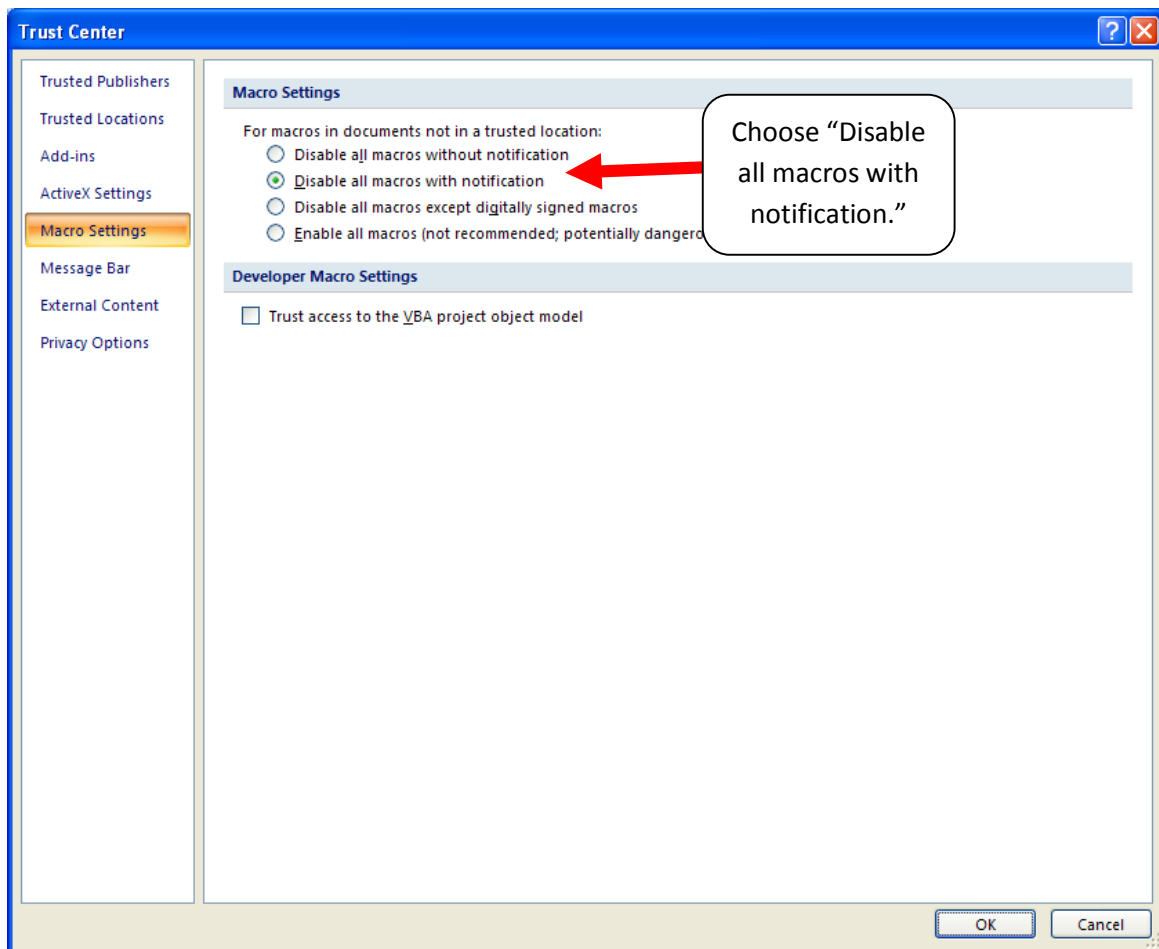 Trust Center
Trusted Publishers
Trusted Locations
Add-ins
ActiveX Settings
Macro Settings
Message Bar
External Content
Privacy Options
Macro Settings
For macros in documents not in a trusted location:
Disable all macros without notification
Disable all macros with notification
Disable all macros except digitally signed macros
Enable all macros (not recommended; potentially dangero
Choose “Disable
all macros with
notification.”
Developer Macro Settings
Trust access to the VBA project object model
OK
Cancel